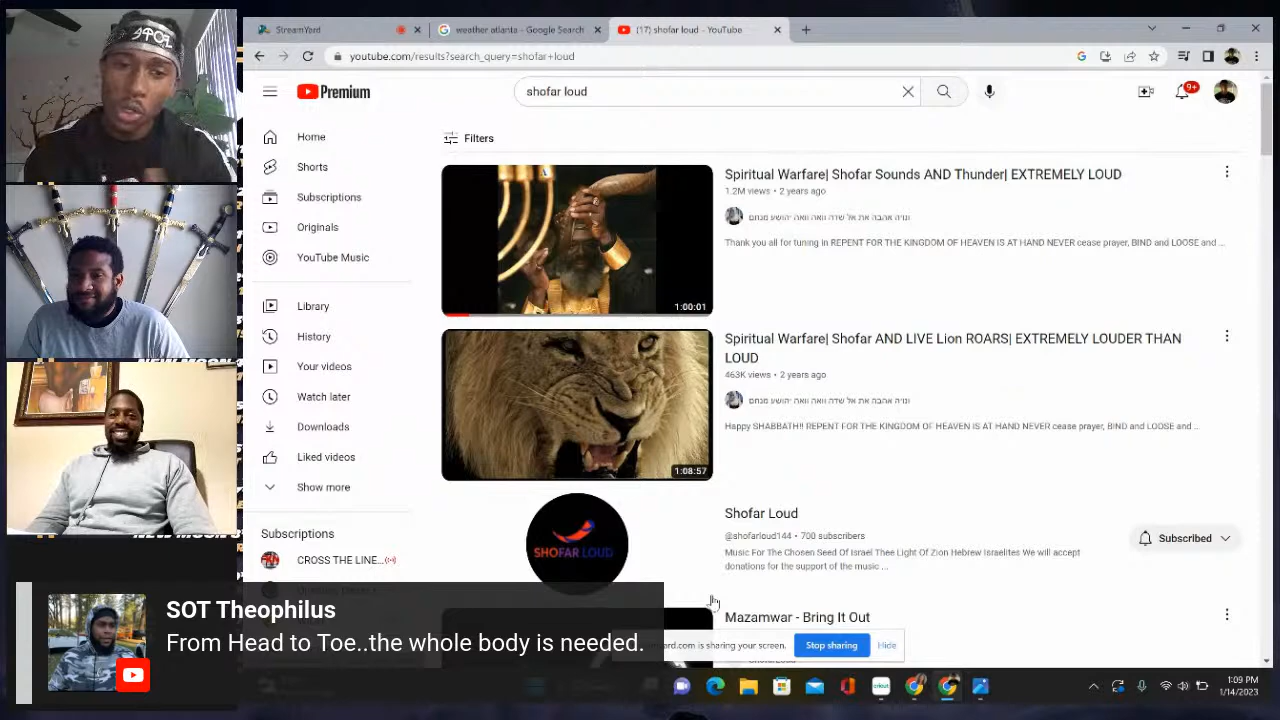 StreamYard
weather atlanta - Google Search
(17) shofar loud - YouTube
youtube.com/results?search_query=shofar+loud
Premium
shofar loud
9+
Home
Shorts
Subscriptions
Originals
YouTube Music
Library
History
Your videos
Watch later
Downloads
Liked videos
Show more
Subscriptions
CROSS THE LINE...
Filters
1:00:01
Spiritual Warfare| Shofar Sounds AND Thunder| EXTREMELY LOUD
1.2M views • 2 years ago
Thank you all for tuning in REPENT FOR THE KINGDOM OF HEAVEN IS AT HAND NEVER cease prayer, BIND and LOOSE and ...
1:08:57
Spiritual Warfare| Shofar AND LIVE Lion ROARS| EXTREMELY LOUDER THAN
LOUD
463K views • 2 years ago
Happy SHABBATH!! REPENT FOR THE KINGDOM OF HEAVEN IS AT HAND NEVER cease prayer, BIND and LOOSE and ...
SHOFAR LOUD
Shofar Loud
@shofarloud144 • 700 subscribers
Music For The Chosen Seed Of Israel Thee Light Of Zion Hebrew Israelites We will accept
donations for the support of the music ...
Subscribed
Mazamwar - Bring It Out
is sharing your screen.
Stop sharing
Hide
SOT Theophilus
From Head to Toe..the whole body is needed.
cricut
1:09 PM
1/14/2023